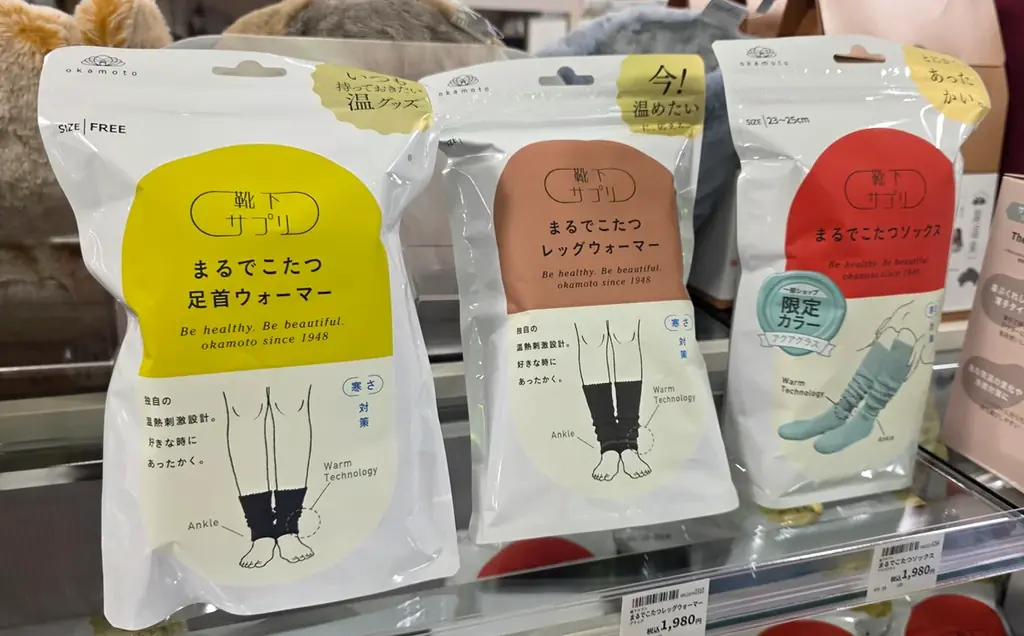 okamoto
いつも
持っておきたい
温グッズ
SIZE FREE
靴下
サプリ
まるでこたつ
足首ウォーマー
Be healthy. Be beautiful.
okamoto since 1948
独自の
温熱刺激設計。
好きな時に
あったかく。
寒さ
対策
Warm
Technology
Ankle
okamoto
今!
温めたい
靴下
サプリ
まるでこたつ
レッグウォーマー
Be healthy. Be beautiful.
okamoto since 1948
独自の
温熱刺激設計。
好きな時に
あったかく。
寒さ
対策
Warm
Technology
Ankle
okamoto
あったかい
SIZE 23〜25cm
靴下
サプリ
まるでこたつソックス
Be healthy. Be beautiful.
okamoto since 1948
一部ショップ
限定
カラー
アクアグラス
Warm
Technology
Ankle
まるでこたつレッグウォーマー
税込1,980円
まるでこたつソックス
税込1,980円